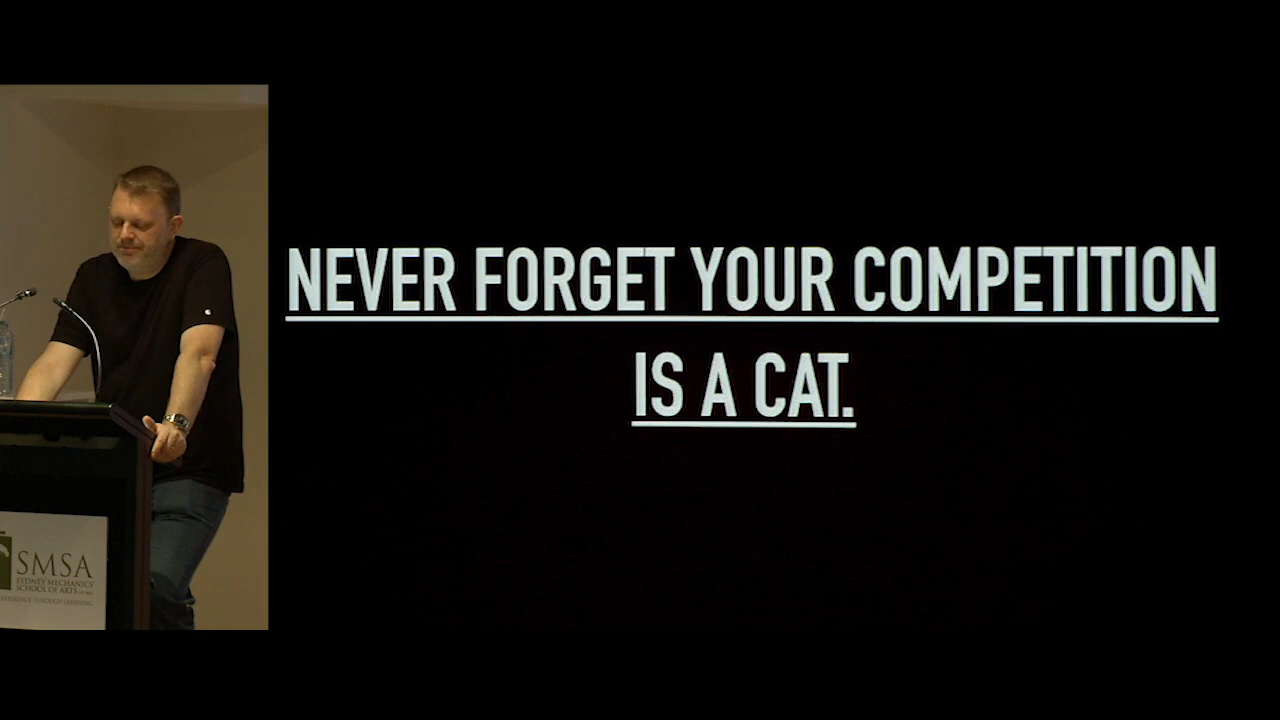 NEVER FORGET YOUR COMPETITION
IS A CAT.
SMSA
SYDNEY MECHANICS'
SCHOOL OF ARTS